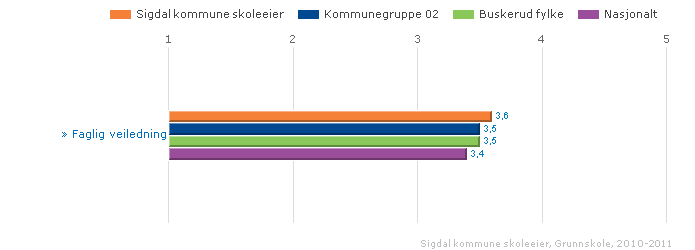 Sigdal kommune skoleeier Kommunegruppe 02 Buskerud fylke Nasjonalt
1 2 3 4 5
3,6
3,5
» Faglig veiledning
3,5
3,4
Sigdal kommune skoleeier, Grunnskole, 2010-2011